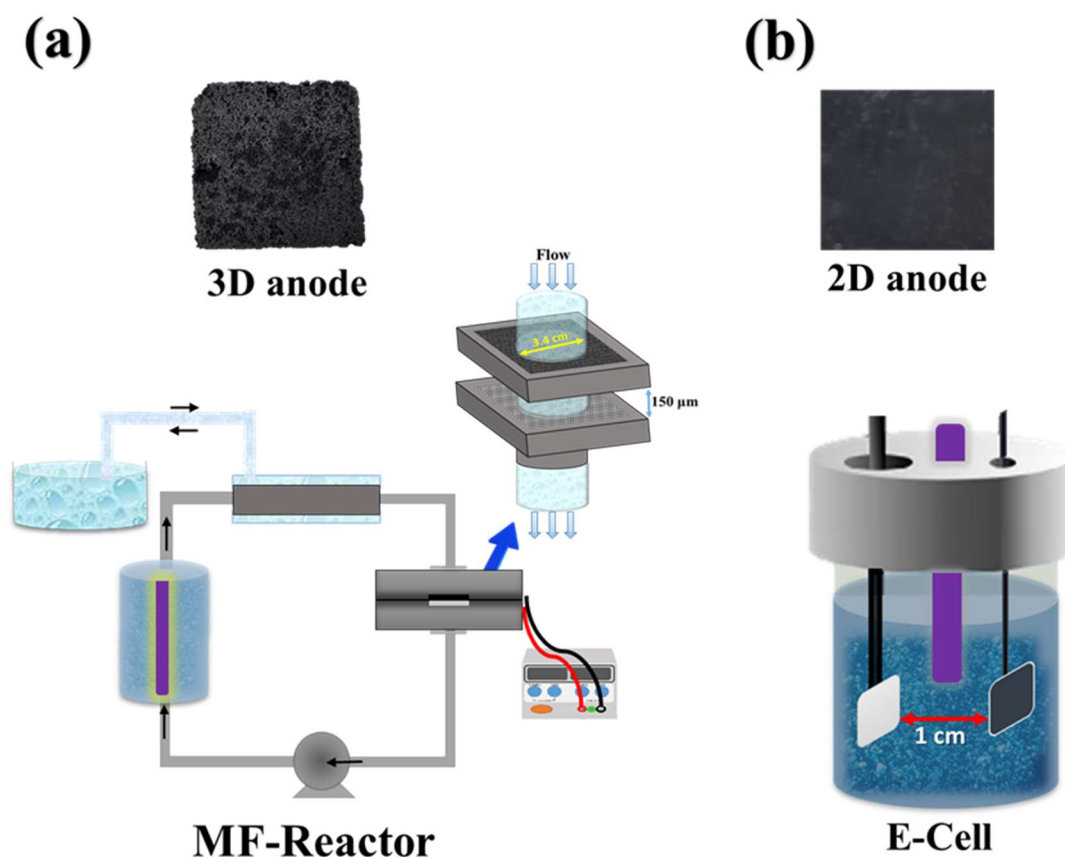 (a)
(b)
3D anode
2D anode
Flow
3.4 cm
150 µm
1 cm
MF-Reactor
E-Cell